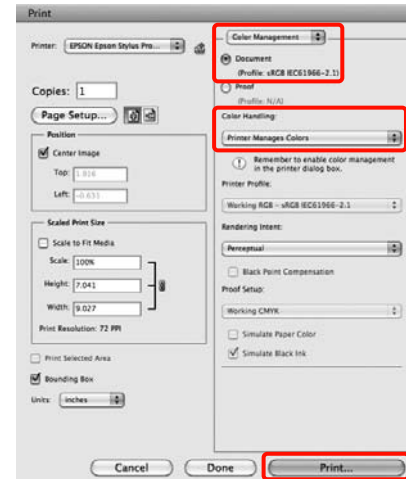 Print
Printer: EPSON Epson Stylus Pro...
Copies: 1
Page Setup...
Position
Center Image
Top: 1.816
Left: -0.631
Scaled Print Size
Scale to Fit Media
Scale: 100%
Height: 7.041
Width: 9.027
Print Resolution: 72 PPI
Print Selected Area
Bounding Box
Units: inches
Color Management
Document
(Profile: sRGB IEC61966-2.1)
Proof
(Profile: N/A)
Color Handling:
Printer Manages Colors
Remember to enable color management
in the printer dialog box.
Printer Profile:
Working RGB - sRGB IEC61966-2.1
Rendering Intent:
Perceptual
Black Point Compensation
Proof Setup:
Working CMYK
Simulate Paper Color
Simulate Black Ink
Cancel
Done
Print...